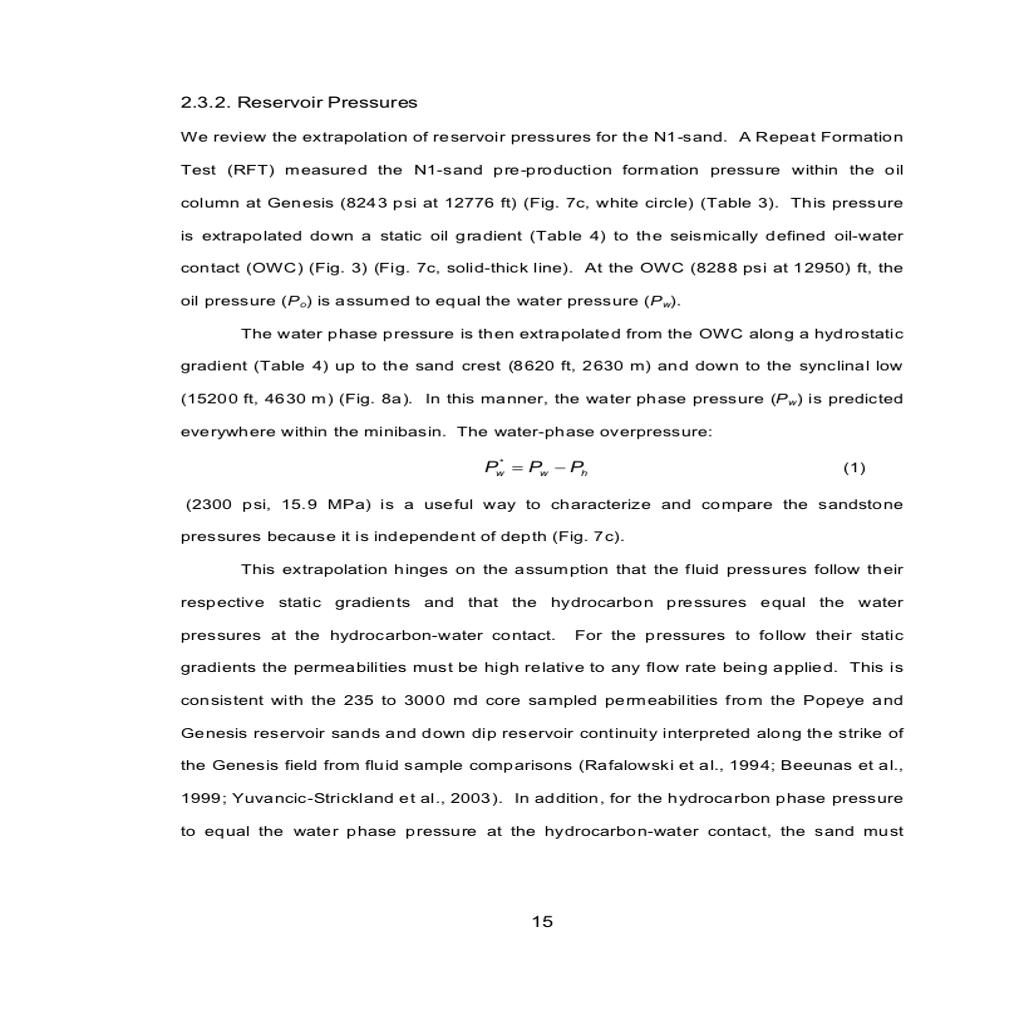 2.3.2. Reservoir Pressures
We review the extrapolation of reservoir pressures for the N1-sand. A Repeat Formation
Test (RFT) measured the N1-sand pre-production formation pressure within the oil
column at Genesis (8243 psi at 12776 ft) (Fig. 7c, white circle) (Table 3). This pressure
is extrapolated down a static oil gradient (Table 4) to the seismically defined oil-water
contact (OWC) (Fig. 3) (Fig. 7c, solid-thick line). At the OWC (8288 psi at 12950) ft, the
oil pressure (Po) is assumed to equal the water pressure (Pw).
The water phase pressure is then extrapolated from the OWC along a hydrostatic
gradient (Table 4) up to the sand crest (8620 ft, 2630 m) and down to the synclinal low
(15200 ft, 4630 m) (Fig. 8a). In this manner, the water phase pressure (Pw) is predicted
everywhere within the minibasin. The water-phase overpressure:
P*w = Pw − Ph (1)
(2300 psi, 15.9 MPa) is a useful way to characterize and compare the sandstone
pressures because it is independent of depth (Fig. 7c).
This extrapolation hinges on the assumption that the fluid pressures follow their
respective static gradients and that the hydrocarbon pressures equal the water
pressures at the hydrocarbon-water contact. For the pressures to follow their static
gradients the permeabilities must be high relative to any flow rate being applied. This is
consistent with the 235 to 3000 md core sampled permeabilities from the Popeye and
Genesis reservoir sands and down dip reservoir continuity interpreted along the strike of
the Genesis field from fluid sample comparisons (Rafalowski et al., 1994; Beeunas et al.,
1999; Yuvancic-Strickland et al., 2003). In addition, for the hydrocarbon phase pressure
to equal the water phase pressure at the hydrocarbon-water contact, the sand must
15